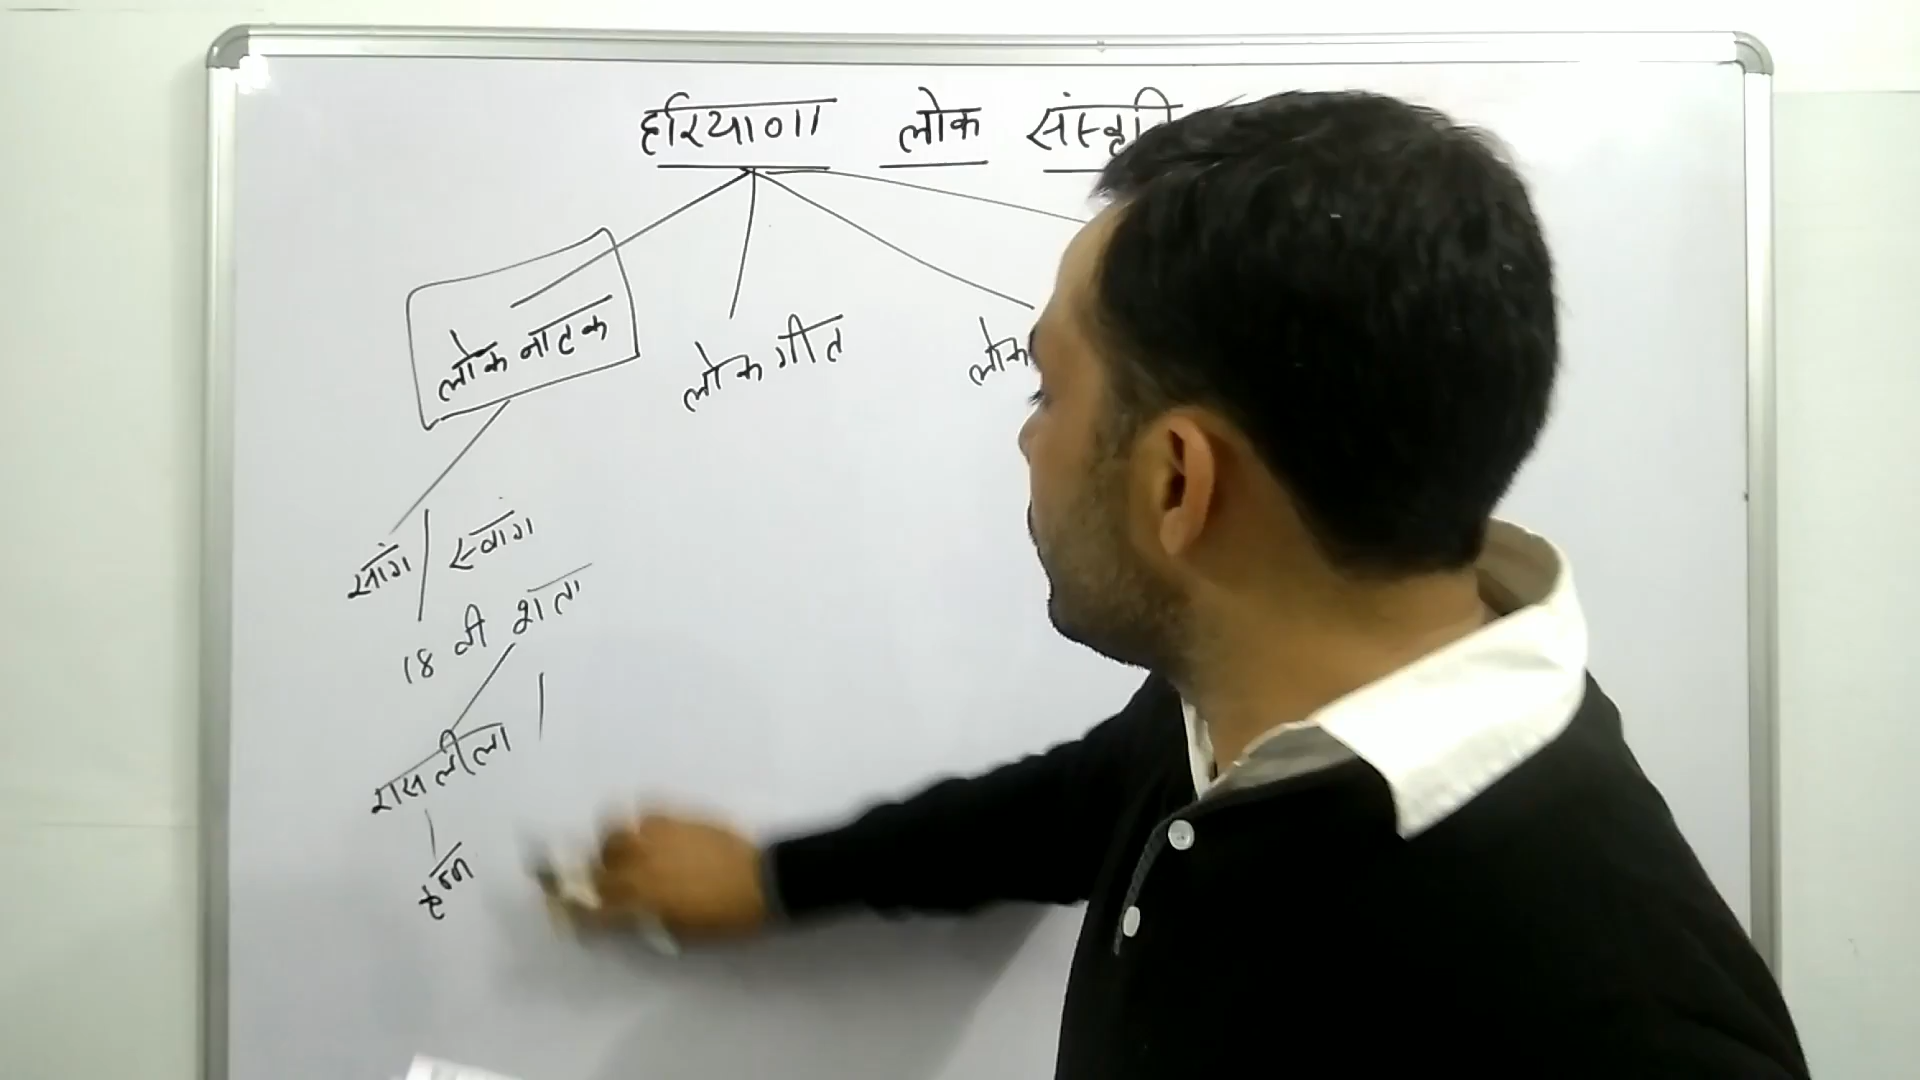 हरियाणा लोक संस्कृति
लोक नाटक
लोक गीत
लोक
सांग / स्वांग
18 वी शता
रासलीला